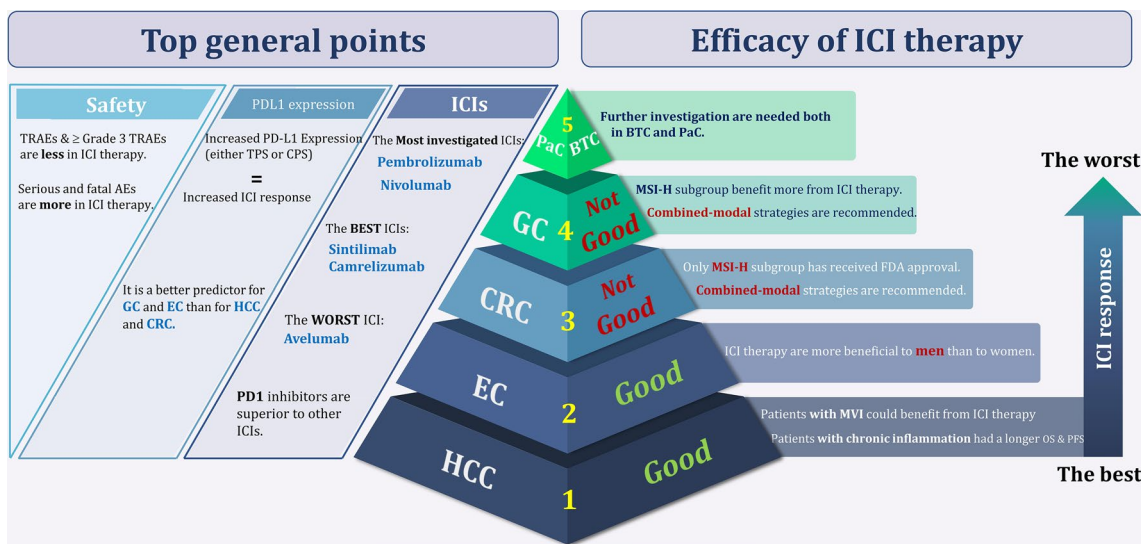 Top general points
Efficacy of ICI therapy
Safety
TRAEs & ≥ Grade 3 TRAEs
are less in ICI therapy.
Serious and fatal AEs
are more in ICI therapy.
PDL1 expression
Increased PD-L1 Expression
(either TPS or CPS)
=
Increased ICI response
It is a better predictor for
GC and EC than for HCC
and CRC.
ICIs
The Most investigated ICIs:
Pembrolizumab
Nivolumab
The BEST ICIs:
Sintilimab
Camrelizumab
The WORST ICI:
Avelumab
PD1 inhibitors are
superior to other
ICIs.
5
PaC BTC
Further investigation are needed both
in BTC and PaC.
GC 4 Not
Good
MSI-H subgroup benefit more from ICI therapy.
Combined-modal strategies are recommended.
CRC 3 Not
Good
Only MSI-H subgroup has received FDA approval.
Combined-modal strategies are recommended.
EC 2 Good
ICI therapy are more beneficial to men than to women.
HCC 1 Good
Patients with MVI could benefit from ICI therapy
Patients with chronic inflammation had a longer OS & PFS
The worst
ICI response
The best